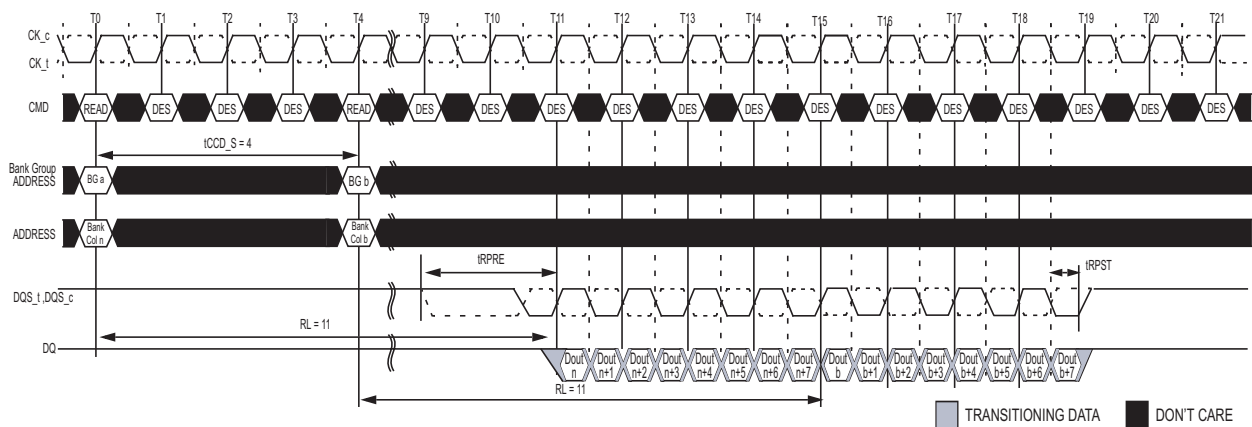 T0 T1 T2 T3 T4 T9 T10 T11 T12 T13 T14 T15 T16 T17 T18 T19 T20 T21
CK_c
CK_t
CMD READ DES DES DES READ DES DES DES DES DES DES DES DES DES DES DES DES DES
tCCD_S = 4
Bank Group
ADDRESS
BG a BG b
ADDRESS
Bank
Col n
Bank
Col b
tRPRE tRPST
DQS_t ,DQS_c
RL = 11
DQ
Dout
n
Dout
n+1
Dout
n+2
Dout
n+3
Dout
n+4
Dout
n+5
Dout
n+6
Dout
n+7
Dout
b
Dout
b+1
Dout
b+2
Dout
b+3
Dout
b+4
Dout
b+5
Dout
b+6
Dout
b+7
RL = 11
TRANSITIONING DATA DON'T CARE